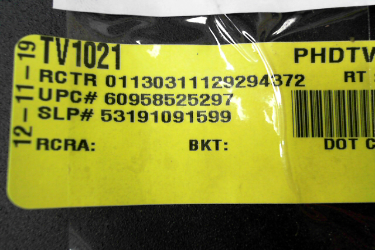 12-11-19
TV1021 PHDTV
RCTR 01130311129294372 RT
UPC# 60958525297
SLP# 53191091599
RCRA: BKT: DOT C